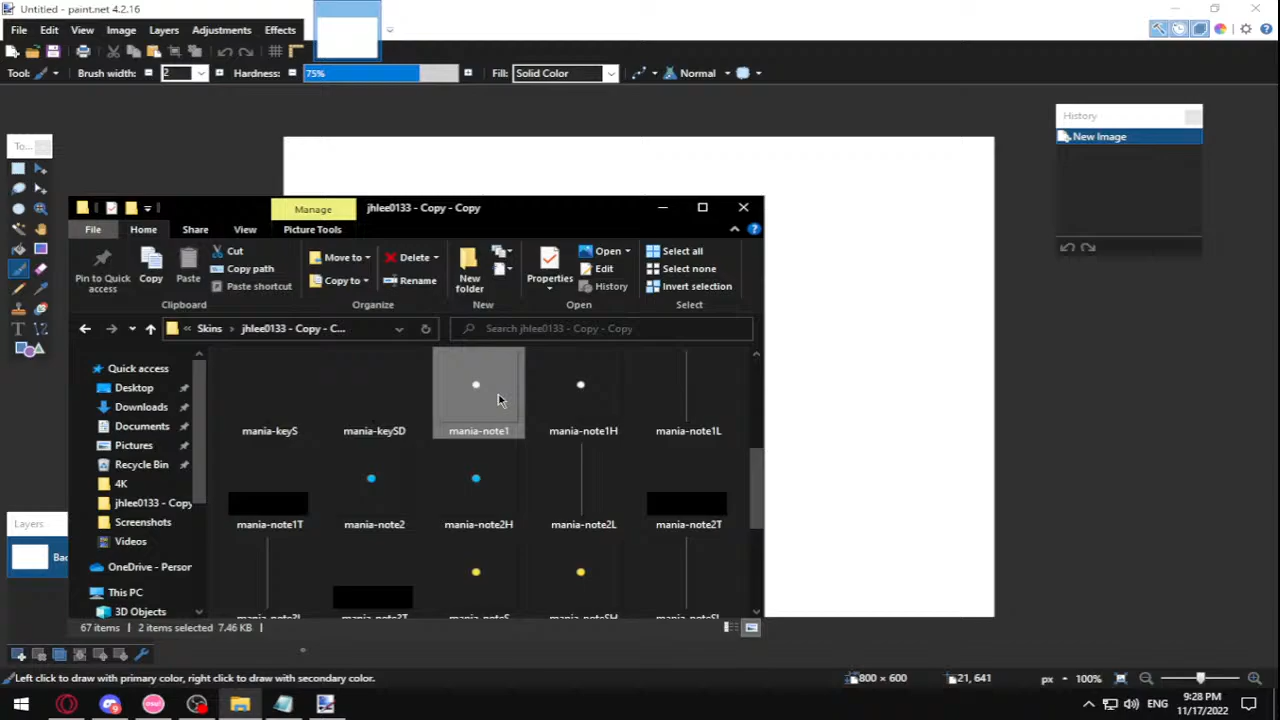 Untitled - paint.net 4.2.16
File Edit View Image Layers Adjustments Effects
Tool: Brush width: 2 Hardness: 75% Fill: Solid Color Normal
To...
History
New Image
Manage jhlee0133 - Copy - Copy
File Home Share View Picture Tools
Pin to Quick access
Copy
Paste
Cut
Copy path
Paste shortcut
Clipboard
Move to
Copy to
Delete
Rename
Organize
New folder
New
Properties
Open
Edit
History
Open
Select all
Select none
Invert selection
Select
Skins jhlee0133 - Copy - C...
Search jhlee0133 - Copy - Copy
Quick access
Desktop
Downloads
Documents
Pictures
Recycle Bin
4K
jhlee0133 - Copy
Screenshots
Videos
OneDrive - Person
This PC
3D Objects
mania-keyS mania-keySD mania-note1 mania-note1H mania-note1L
mania-note1T mania-note2 mania-note2H mania-note2L mania-note2T
67 items 2 items selected 7.46 KB
Layers
Bac
Left click to draw with primary color, right click to draw with secondary color.
800 × 600
21, 641
px
100%
osu!
ENG
9:28 PM
11/17/2022